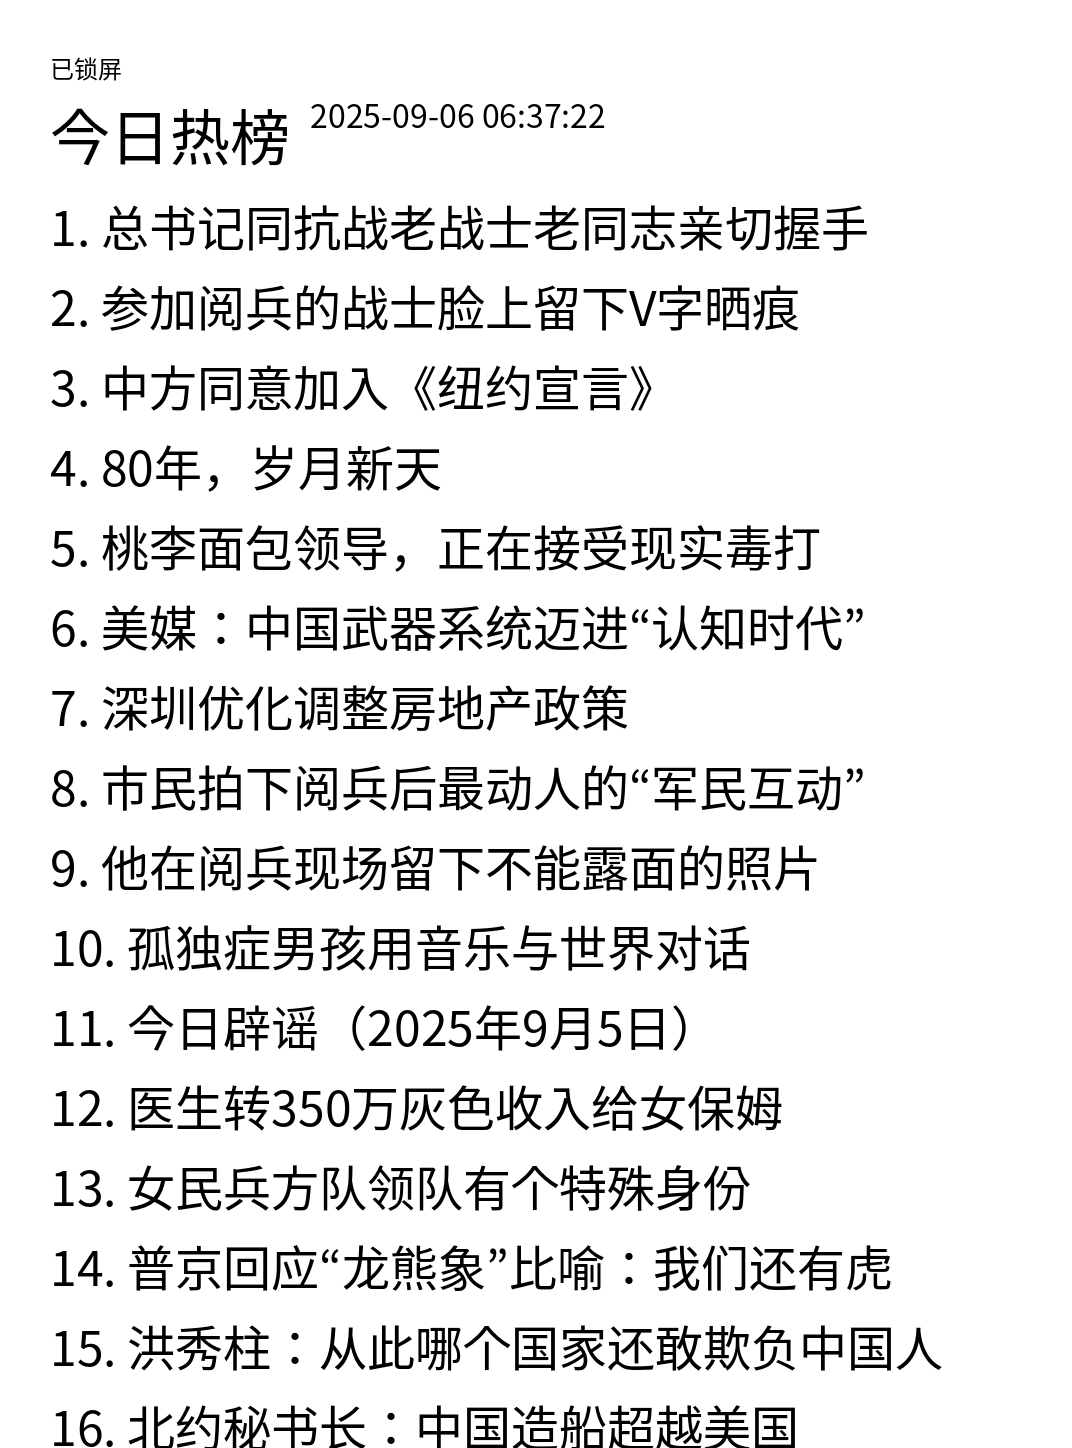 已锁屏
今日热榜 2025-09-06 06:37:22
1. 总书记同抗战老战士老同志亲切握手
2. 参加阅兵的战士脸上留下V字晒痕
3. 中方同意加入《纽约宣言》
4. 80年，岁月新天
5. 桃李面包领导，正在接受现实毒打
6. 美媒：中国武器系统迈进“认知时代”
7. 深圳优化调整房地产政策
8. 市民拍下阅兵后最动人的“军民互动”
9. 他在阅兵现场留下不能露面的照片
10. 孤独症男孩用音乐与世界对话
11. 今日辟谣（2025年9月5日）
12. 医生转350万灰色收入给女保姆
13. 女民兵方队领队有个特殊身份
14. 普京回应“龙熊象”比喻：我们还有虎
15. 洪秀柱：从此哪个国家还敢欺负中国人
16. 北约秘书长：中国造船超越美国